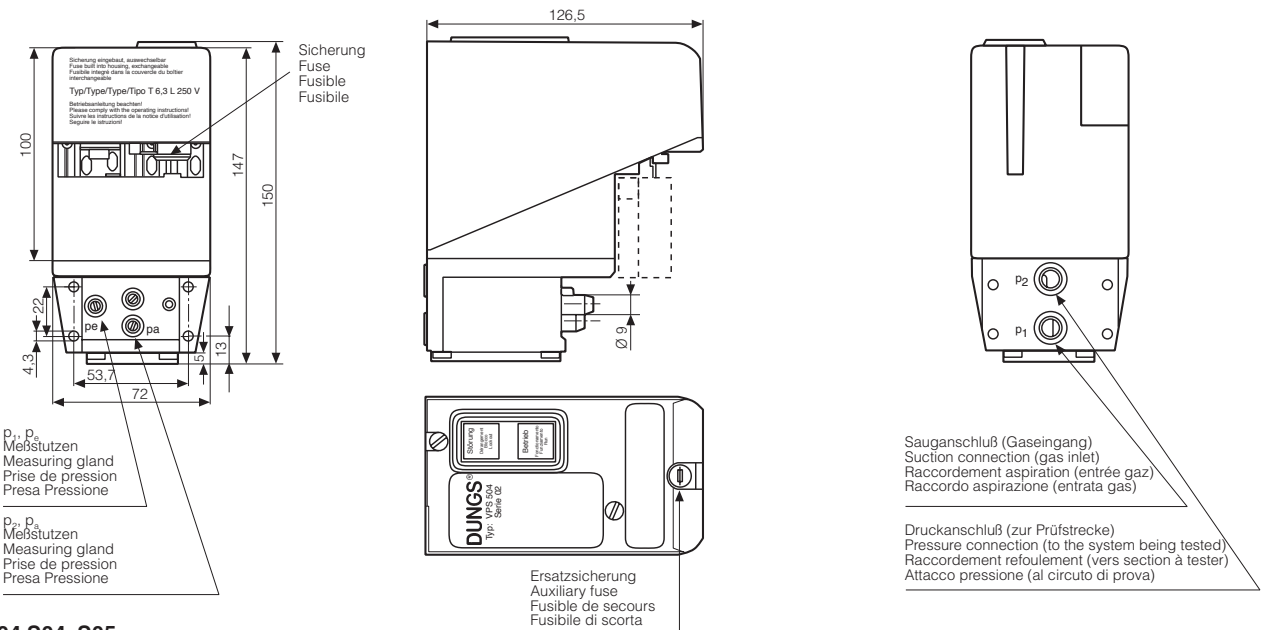 126,5
Sicherung
Fuse
Fusible
Fusibile
Sicherung eingebaut, auswechselbar
Fuse built into housing, exchangeable
Fusible integré dans la couvercle du boîtier
interchangeable
Typ/Type/Type/Tipo T 6,3 L 250 V
Betriebsanleitung beachten!
Please comply with the operating instructions!
Suivre les instructions de la notice d'utilisation!
Seguire le istruzioni!
100
147
150
22
pe
pa
4,3
5
13
53,7
72
Ø 9
p2
p1
p1, pe
Meßstutzen
Measuring gland
Prise de pression
Presa Pressione
p2, pa
Meßstutzen
Measuring gland
Prise de pression
Presa Pressione
Störung
Betrieb
DUNGS®
Typ: VPS 504
Serie 02
Ersatzsicherung
Auxiliary fuse
Fusible de secours
Fusibile di scorta
Sauganschluß (Gaseingang)
Suction connection (gas inlet)
Raccordement aspiration (entrée gaz)
Raccordo aspirazione (entrata gas)
Druckanschluß (zur Prüfstrecke)
Pressure connection (to the system being tested)
Raccordement refoulement (vers section à tester)
Attacco pressione (al circuto di prova)